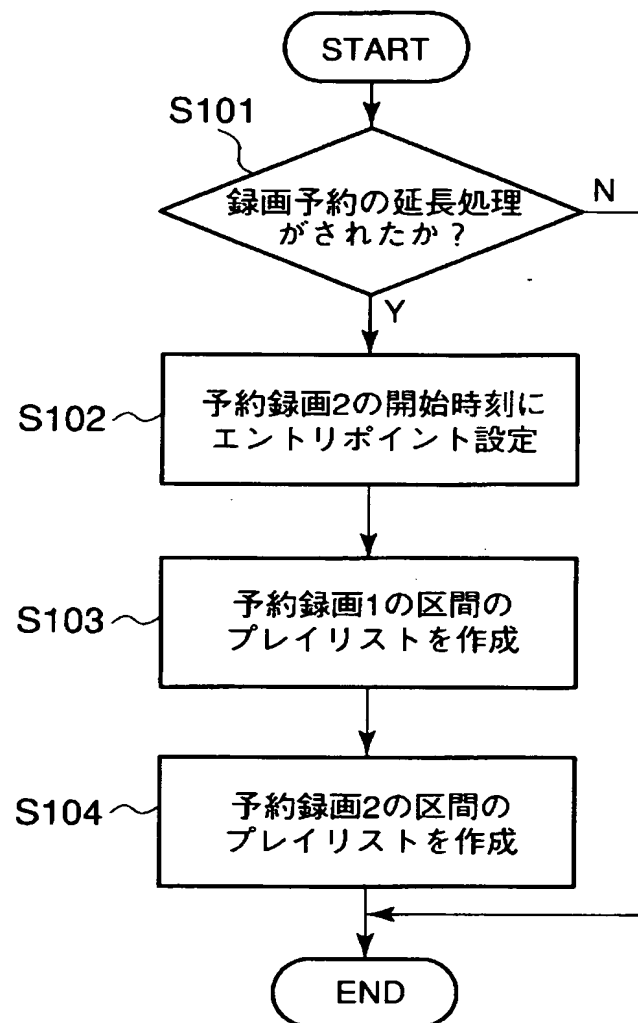 START
S101
録画予約の延長処理
がされたか？
N
Y
S102
予約録画2の開始時刻に
エントリポイント設定
S103
予約録画1の区間の
プレイリストを作成
S104
予約録画2の区間の
プレイリストを作成
END